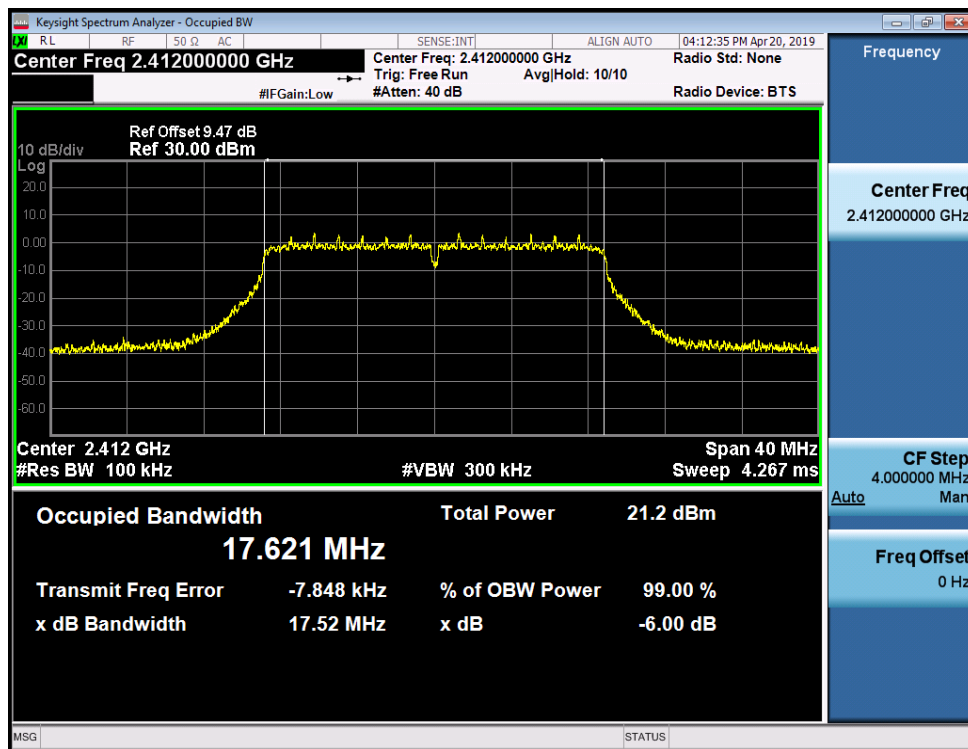 Keysight Spectrum Analyzer - Occupied BW
LXI RL RF 50 Ω AC SENSE:INT ALIGN AUTO 04:12:35 PM Apr 20, 2019
Center Freq 2.412000000 GHz
Center Freq: 2.412000000 GHz Radio Std: None
Trig: Free Run Avg|Hold: 10/10
#IFGain:Low #Atten: 40 dB Radio Device: BTS
Ref Offset 9.47 dB
10 dB/div Ref 30.00 dBm
Log
20.0
10.0
0.00
-10.0
-20.0
-30.0
-40.0
-50.0
-60.0
Center 2.412 GHz Span 40 MHz
#Res BW 100 kHz #VBW 300 kHz Sweep 4.267 ms
Occupied Bandwidth Total Power 21.2 dBm
17.621 MHz
Transmit Freq Error -7.848 kHz % of OBW Power 99.00 %
x dB Bandwidth 17.52 MHz x dB -6.00 dB
MSG STATUS
Frequency
Center Freq
2.412000000 GHz
CF Step
4.000000 MHz
Auto Man
Freq Offset
0 Hz